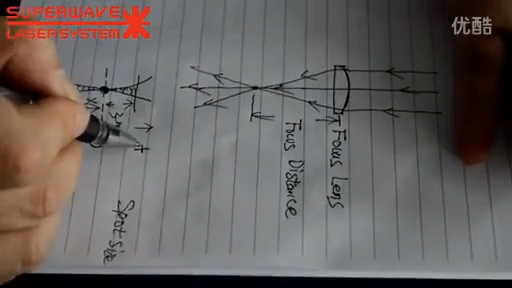 SUPERWAVE
LASER SYSTEM
优酷
Focus Lens
Focus Distance
Spot size